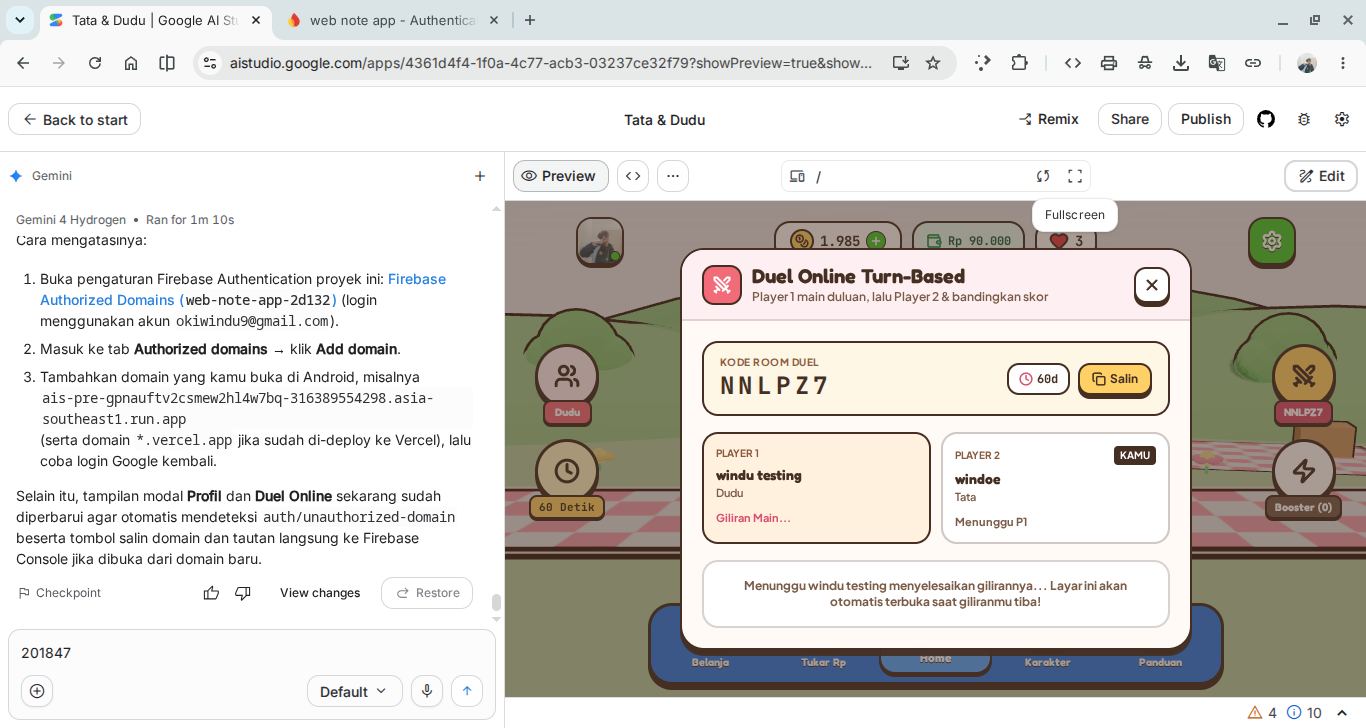 Tata & Dudu | Google AI St
web note app - Authentica
aistudio.google.com/apps/4361d4f4-1f0a-4c77-acb3-03237ce32f79?showPreview=true&show...
Back to start
Tata & Dudu
Remix
Share
Publish
Gemini
Preview
/
Edit
Fullscreen
Gemini 4 Hydrogen • Ran for 1m 10s
Cara mengatasinya:
1. Buka pengaturan Firebase Authentication proyek ini: Firebase
Authorized Domains (web-note-app-2d132) (login
menggunakan akun okiwindu9@gmail.com).
2. Masuk ke tab Authorized domains → klik Add domain.
3. Tambahkan domain yang kamu buka di Android, misalnya
ais-pre-gpnauftv2csmew2hl4w7bq-316389554298.asia-
southeast1.run.app
(serta domain *.vercel.app jika sudah di-deploy ke Vercel), lalu
coba login Google kembali.
Selain itu, tampilan modal Profil dan Duel Online sekarang sudah
diperbarui agar otomatis mendeteksi auth/unauthorized-domain
beserta tombol salin domain dan tautan langsung ke Firebase
Console jika dibuka dari domain baru.
Checkpoint
View changes
Restore
201847
Default
1.985
Rp 90.000
3
Duel Online Turn-Based
Player 1 main duluan, lalu Player 2 & bandingkan skor
KODE ROOM DUEL
NNLPZ7
60d
Salin
PLAYER 1
windu testing
Dudu
Giliran Main...
PLAYER 2
KAMU
windoe
Tata
Menunggu P1
Menunggu windu testing menyelesaikan gilirannya... Layar ini akan
otomatis terbuka saat giliranmu tiba!
Dudu
60 Detik
NNLPZ7
Booster (0)
Belanja
Tukar Rp
Home
Karakter
Panduan
4
10